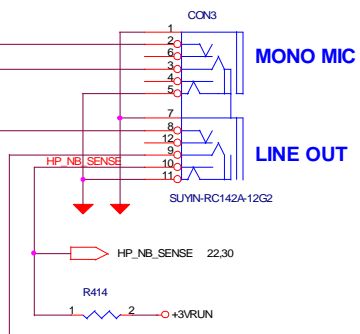 CON3
1
2
6
3
4
5
MONO MIC
7
8
12
9
HP_NB_SENSE 10
11
LINE OUT
SUYIN-RC142A-12G2
HP_NB_SENSE 22,30
R414
1 2 +3VRUN